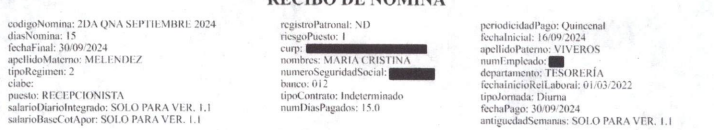 RECIBO DE NOMINA
codigoNomina: 2DA QNA SEPTIEMBRE 2024
diasNomina: 15
fechaFinal: 30/09/2024
apellidoMaterno: MELENDEZ
tipoRegimen: 2
clabe:
puesto: RECEPCIONISTA
salarioDiarioIntegrado: SOLO PARA VER. 1.1
salarioBaseCotApor: SOLO PARA VER. 1.1
registroPatronal: ND
riesgoPuesto: 1
curp:
nombres: MARIA CRISTINA
numeroSeguridadSocial:
banco: 012
tipoContrato: Indeterminado
numDiasPagados: 15.0
periodicidadPago: Quincenal
fechaInicial: 16/09/2024
apellidoPaterno: VIVEROS
numEmpleado:
departamento: TESORERÍA
fechaInicioRelLaboral: 01/03/2022
tipoJornada: Diurna
fechaPago: 30/09/2024
antiguedadSemanas: SOLO PARA VER. 1.1